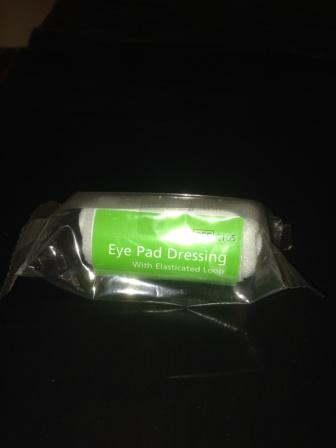 Eye Pad Dressing
With Elasticated Loop